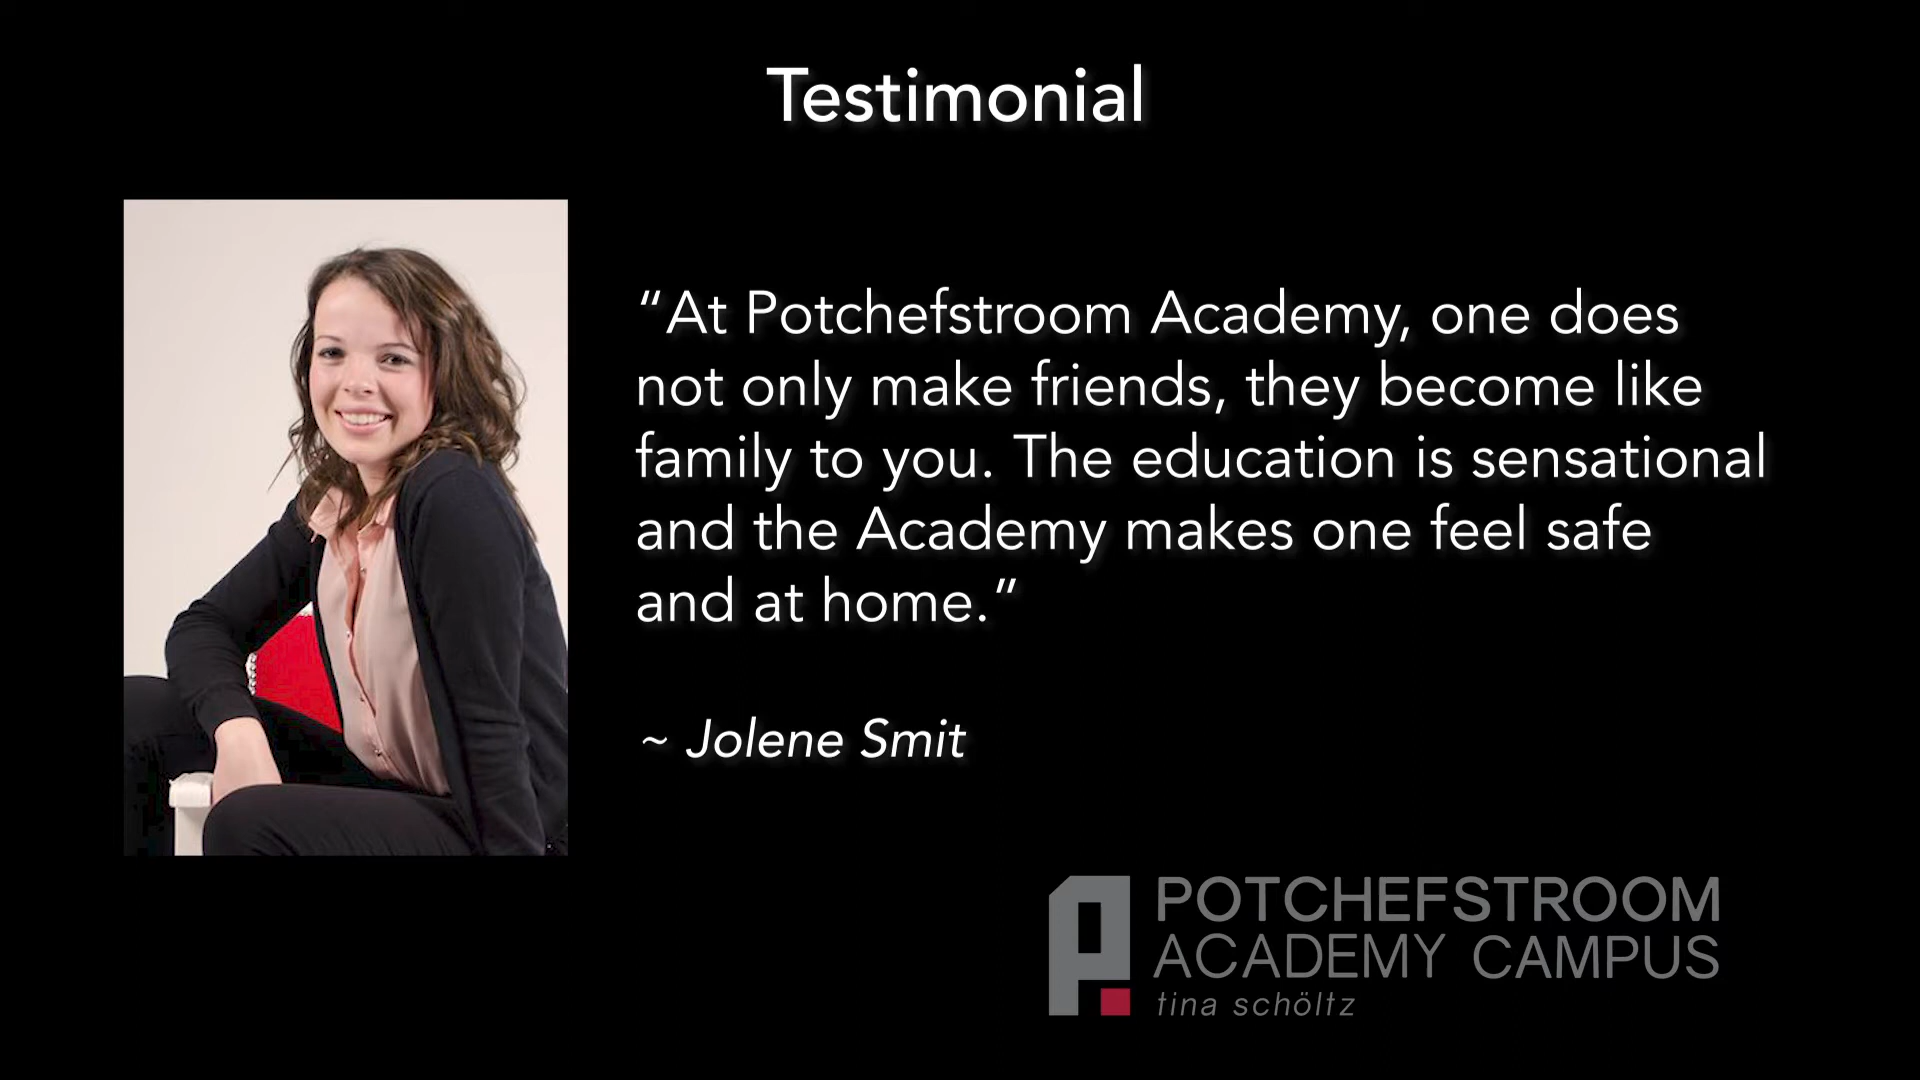 Testimonial
“At Potchefstroom Academy, one does
not only make friends, they become like
family to you. The education is sensational
and the Academy makes one feel safe
and at home.”
~ Jolene Smit
POTCHEFSTROOM
ACADEMY CAMPUS
tina schöltz